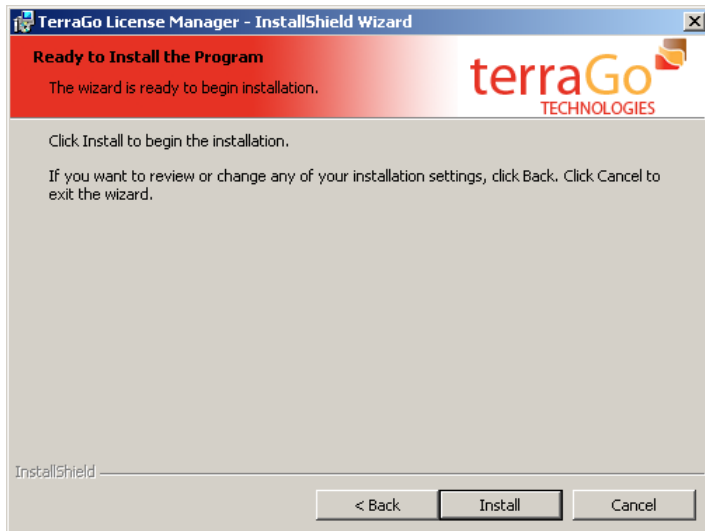 TerraGo License Manager - InstallShield Wizard
Ready to Install the Program
The wizard is ready to begin installation.
terraGo
TECHNOLOGIES
Click Install to begin the installation.
If you want to review or change any of your installation settings, click Back. Click Cancel to
exit the wizard.
InstallShield
< Back
Install
Cancel